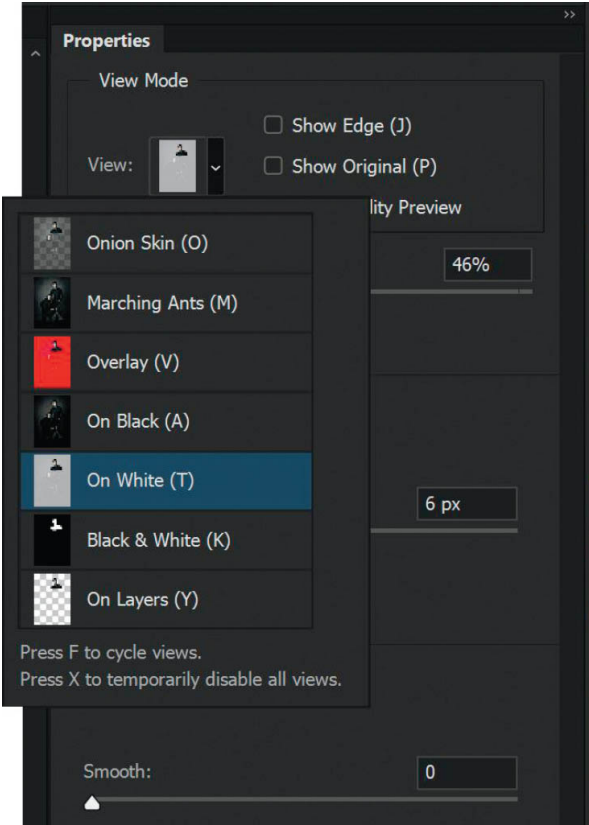 Properties
View Mode
Show Edge (J)
View:
Show Original (P)
lity Preview
Onion Skin (O)
46%
Marching Ants (M)
Overlay (V)
On Black (A)
On White (T)
6 px
Black & White (K)
On Layers (Y)
Press F to cycle views.
Press X to temporarily disable all views.
Smooth:
0